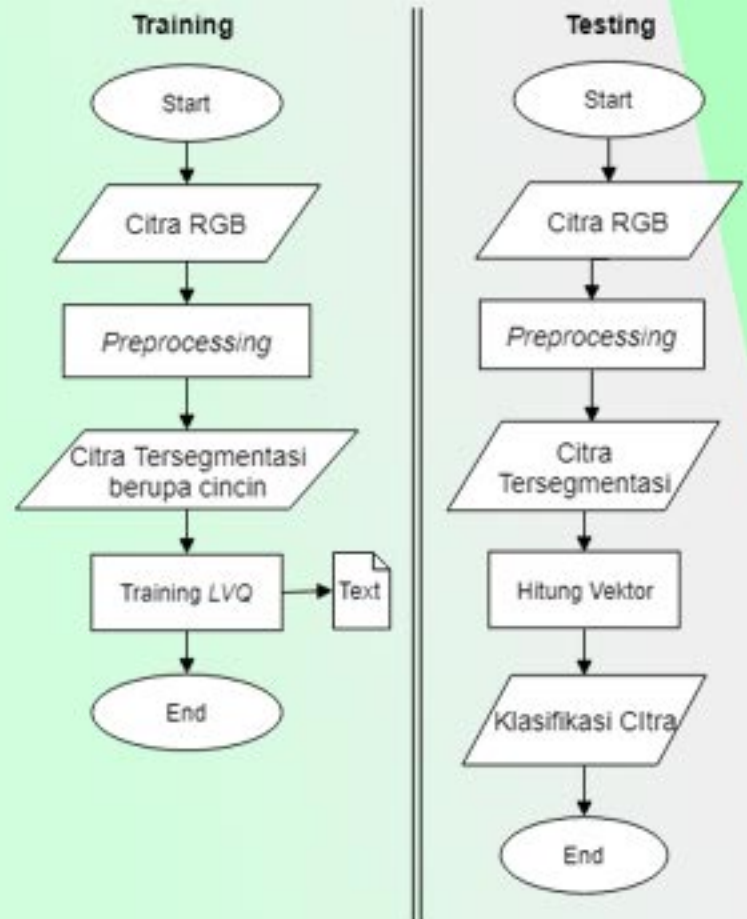 Training
Start
Citra RGB
Preprocessing
Citra Tersegmentasi
berupa cincin
Training LVQ
Text
End
Testing
Start
Citra RGB
Preprocessing
Citra
Tersegmentasi
Hitung Vektor
Klasifikasi CItra
End